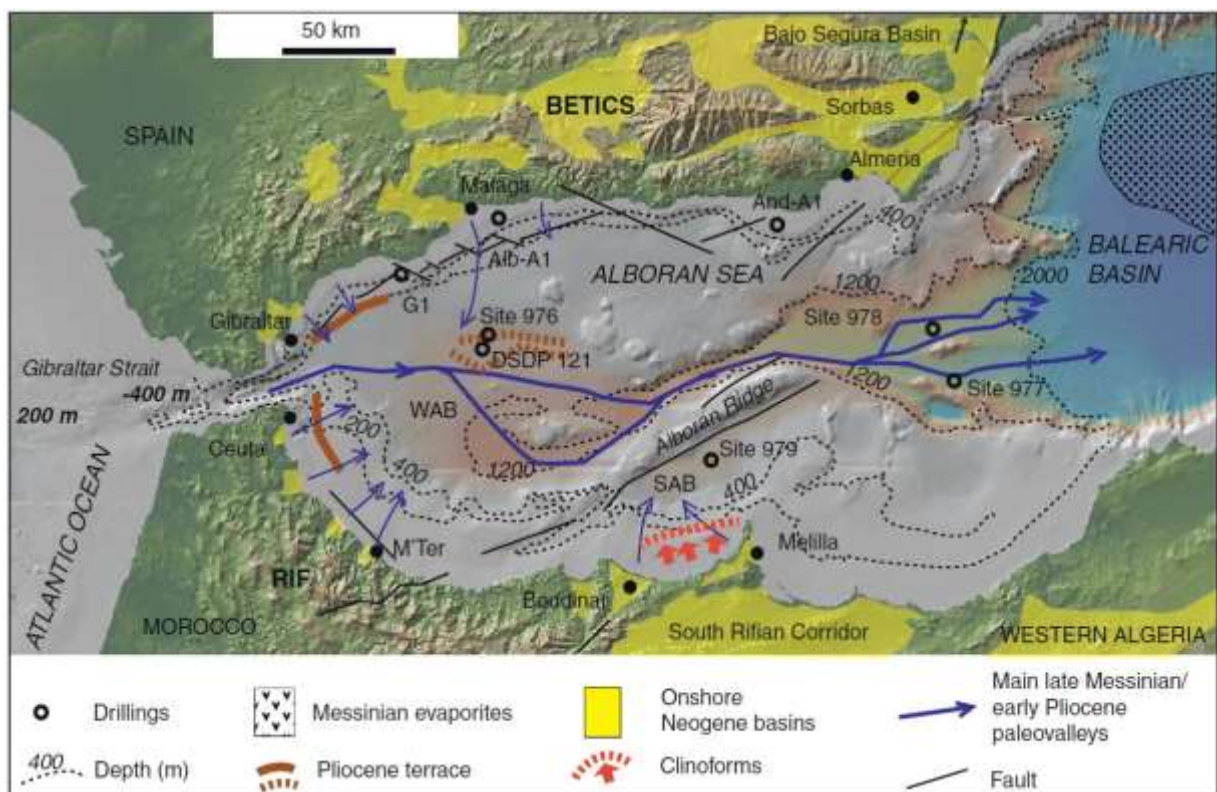 50 km
Bajo Segura Basin
BETICS
Sorbas
SPAIN
Almeria
Malaga
And-A1
400
Alb-A1
ALBORAN SEA
BALEARIC
BASIN
1200
2000
G1
Gibraltar
Site 976
Site 978
DSDP 121
Gibraltar Strait
-400 m
1200
Site 977
200 m
WAB
Alboran Ridge
Ceuta
200
400
1200
Site 979
SAB
400
ATLANTIC OCEAN
M'Ter
Melilla
RIF
Boudinar
MOROCCO
South Rifian Corridor
WESTERN ALGERIA
Drillings
Messinian evaporites
Onshore
Neogene basins
Main late Messinian/
early Pliocene
paleovalleys
400
Depth (m)
Pliocene terrace
Clinoforms
Fault